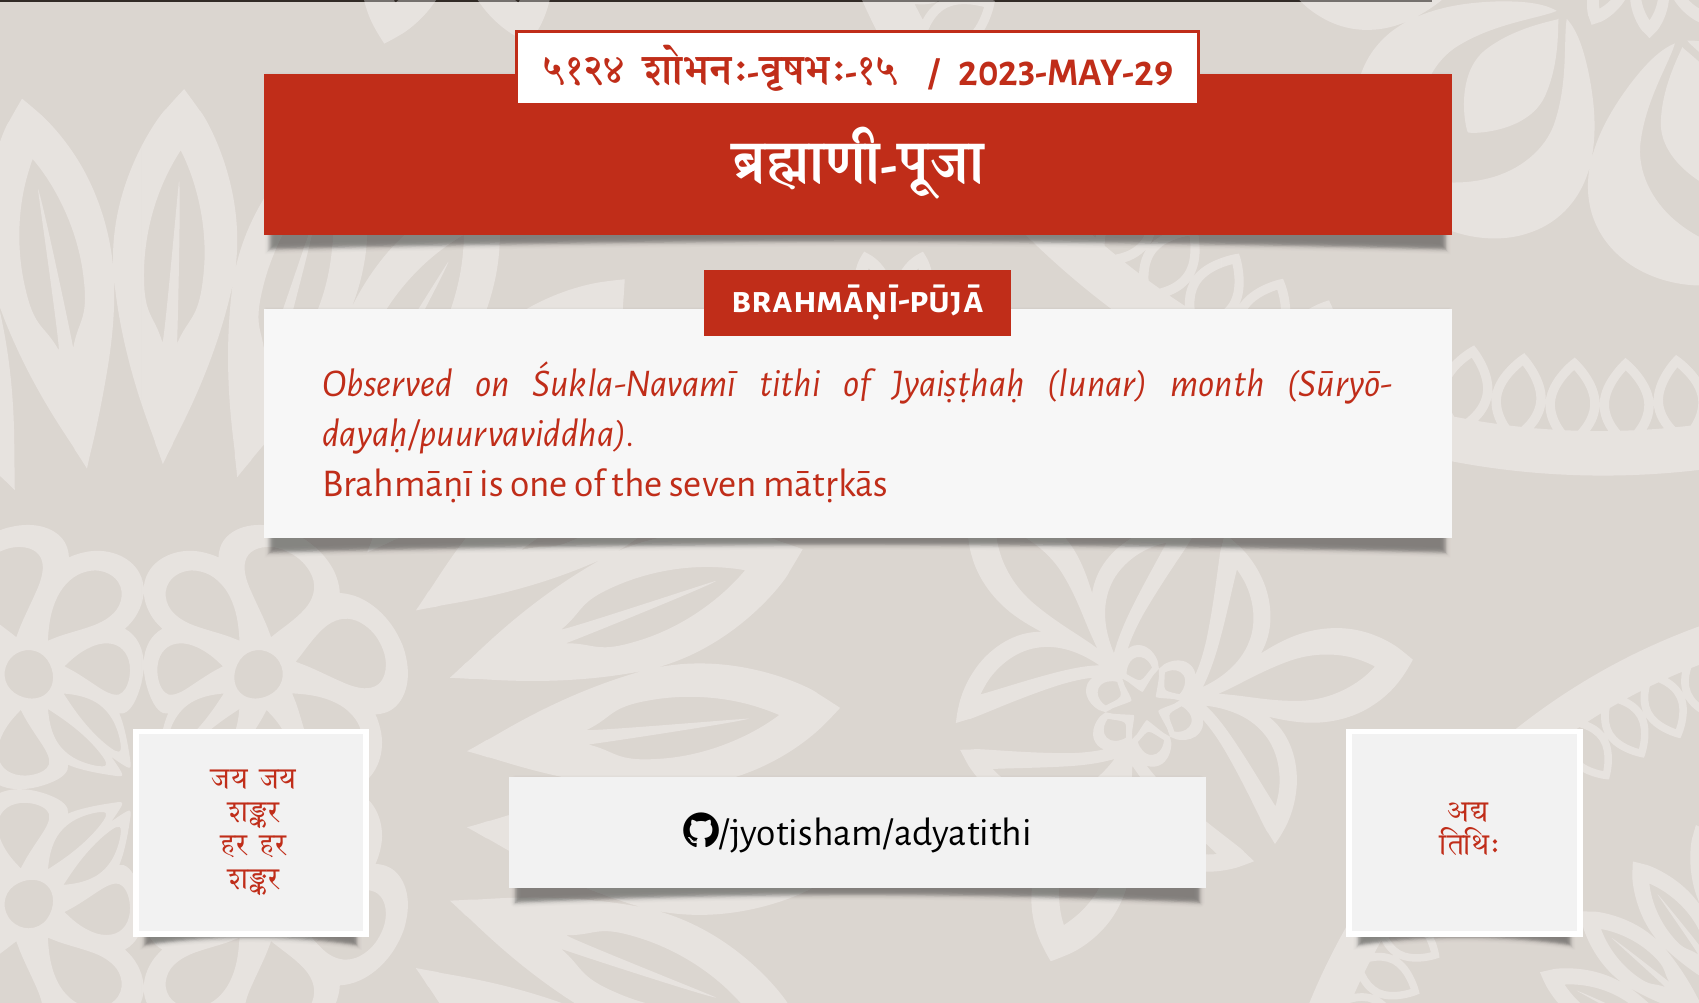 ५१२४ शोभनः-वृषभः-१५ / 2023-MAY-29
ब्रह्माणी-पूजा
BRAHMĀṆĪ-PŪJĀ
Observed on Śukla-Navamī tithi of Jyaiṣṭhaḥ (lunar) month (Sūryō-
dayaḥ/puurvaviddha).
Brahmāṇī is one of the seven mātṛkās
जय जय
शङ्कर
हर हर
शङ्कर
/jyotisham/adyatithi
अद्य
तिथिः